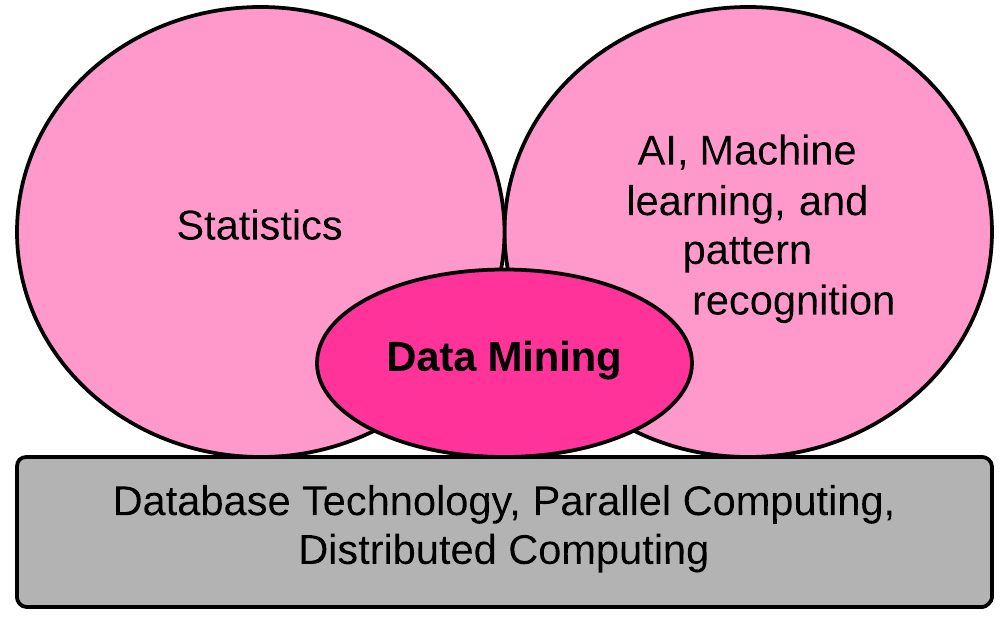 Statistics
AI, Machine
learning, and
pattern
recognition
Data Mining
Database Technology, Parallel Computing,
Distributed Computing